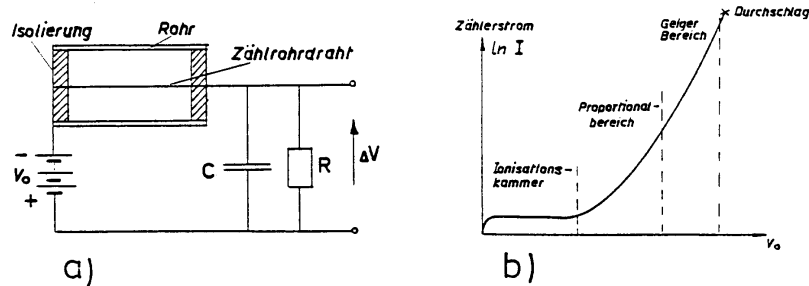 Isolierung
Rohr
Zählrohrdraht
−
V₀
+
C
R
ΔV
a)
Zählerstrom
ln I
Geiger
Bereich
Durchschlag
Proportional-
bereich
Ionisations-
kammer
V₀
b)